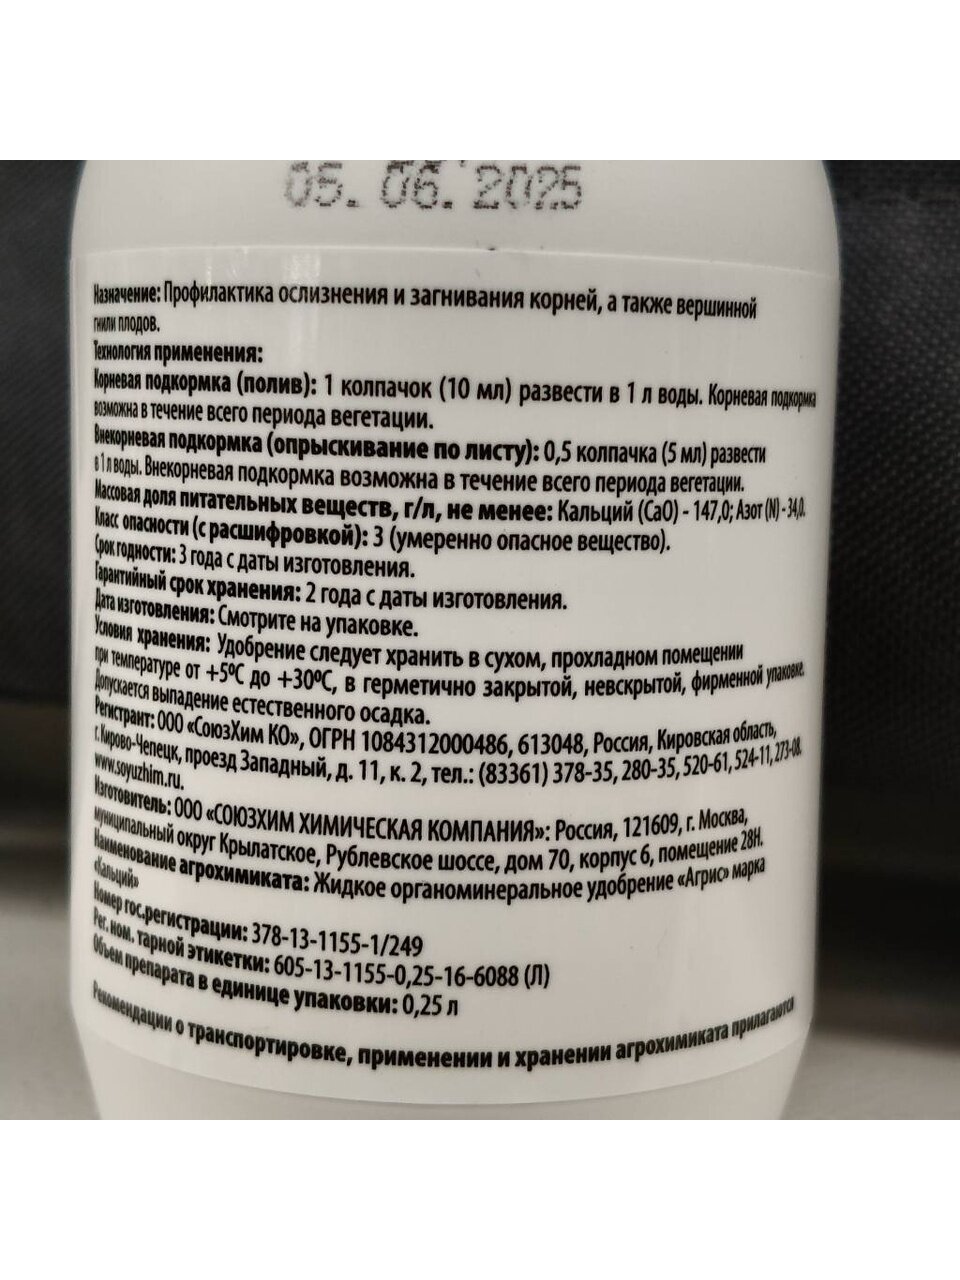 05. 06. 2025
Назначение: Профилактика ослизнения и загнивания корней, а также вершинной
гнили плодов.
Технология применения:
Корневая подкормка (полив): 1 колпачок (10 мл) развести в 1 л воды. Корневая подкормка
возможна в течение всего периода вегетации.
Внекорневая подкормка (опрыскивание по листу): 0,5 колпачка (5 мл) развести
в 1 л воды. Внекорневая подкормка возможна в течение всего периода вегетации.
Массовая доля питательных веществ, г/л, не менее: Кальций (CaO) - 147,0; Азот (N) - 34,0.
Класс опасности (с расшифровкой): 3 (умеренно опасное вещество).
Срок годности: 3 года с даты изготовления.
Гарантийный срок хранения: 2 года с даты изготовления.
Дата изготовления: Смотрите на упаковке.
Условия хранения: Удобрение следует хранить в сухом, прохладном помещении
при температуре от +5ºС до +30ºС, в герметично закрытой, невскрытой, фирменной упаковке.
Допускается выпадение естественного осадка.
Регистрант: ООО «СоюзХим КО», ОГРН 1084312000486, 613048, Россия, Кировская область,
г. Кирово-Чепецк, проезд Западный, д. 11, к. 2, тел.: (83361) 378-35, 280-35, 520-61, 524-11, 273-08.
www.soyuzhim.ru.
Изготовитель: ООО «СОЮЗХИМ ХИМИЧЕСКАЯ КОМПАНИЯ»: Россия, 121609, г. Москва,
муниципальный округ Крылатское, Рублевское шоссе, дом 70, корпус 6, помещение 28Н.
Наименование агрохимиката: Жидкое органоминеральное удобрение «Агрис» марка
«Кальций»
Номер гос.регистрации: 378-13-1155-1/249
Рег. ном. тарной этикетки: 605-13-1155-0,25-16-6088 (Л)
Объем препарата в единице упаковки: 0,25 л
Рекомендации о транспортировке, применении и хранении агрохимиката прилагаются